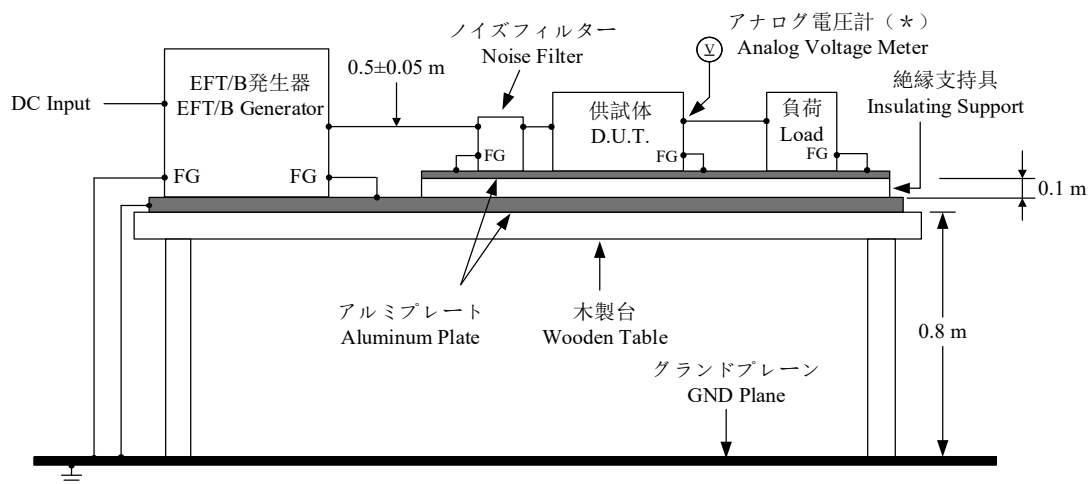 ノイズフィルター
Noise Filter
アナログ電圧計（＊）
Analog Voltage Meter
V
EFT/B発生器
EFT/B Generator
0.5±0.05 m
絶縁支持具
Insulating Support
DC Input
供試体
D.U.T.
負荷
Load
FG
FG
FG
FG
FG
0.1 m
アルミプレート
Aluminum Plate
木製台
Wooden Table
0.8 m
グランドプレーン
GND Plane